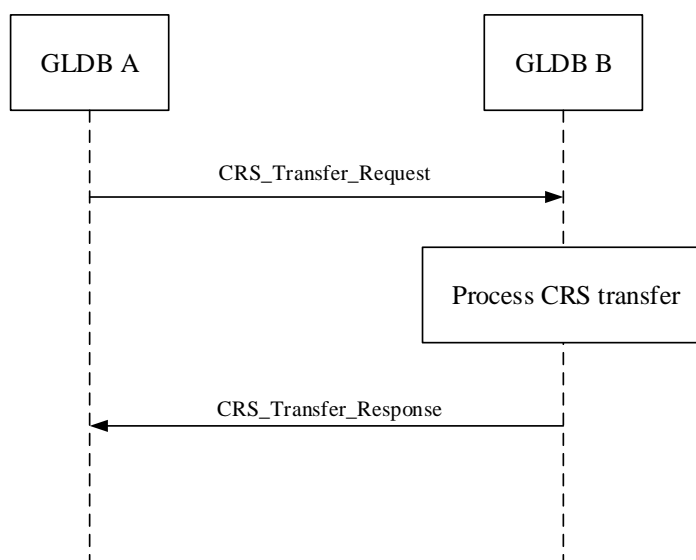 GLDB A
GLDB B
CRS_Transfer_Request
Process CRS transfer
CRS_Transfer_Response